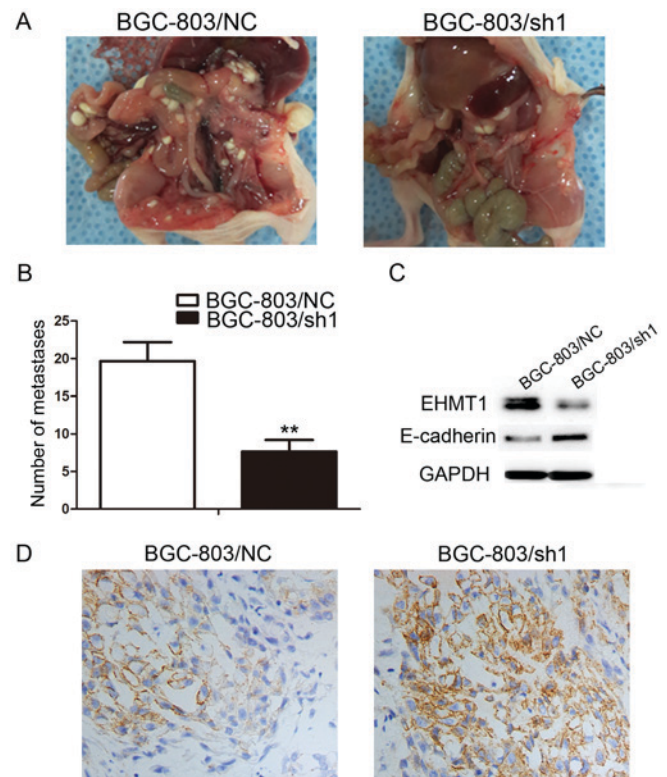 A
BGC-803/NC
BGC-803/sh1
B
BGC-803/NC
BGC-803/sh1
Number of metastases
25
20
15
10
5
0
**
C
BGC-803/NC
BGC-803/sh1
EHMT1
E-cadherin
GAPDH
D
BGC-803/NC
BGC-803/sh1